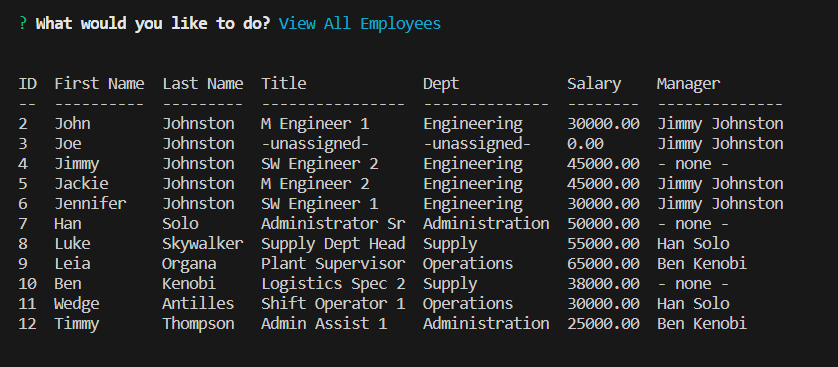 ? What would you like to do? View All Employees
ID  First Name  Last Name  Title             Dept            Salary    Manager
--  ----------  ---------  ----------------  --------------  --------  --------------
2   John        Johnston   M Engineer 1      Engineering     30000.00  Jimmy Johnston
3   Joe         Johnston   -unassigned-      -unassigned-    0.00      Jimmy Johnston
4   Jimmy       Johnston   SW Engineer 2     Engineering     45000.00  - none -
5   Jackie      Johnston   M Engineer 2      Engineering     45000.00  Jimmy Johnston
6   Jennifer    Johnston   SW Engineer 1     Engineering     30000.00  Jimmy Johnston
7   Han         Solo       Administrator Sr  Administration  50000.00  - none -
8   Luke        Skywalker  Supply Dept Head  Supply          55000.00  Han Solo
9   Leia        Organa     Plant Supervisor  Operations      65000.00  Ben Kenobi
10  Ben         Kenobi     Logistics Spec 2  Supply          38000.00  - none -
11  Wedge       Antilles   Shift Operator 1  Operations      30000.00  Han Solo
12  Timmy       Thompson   Admin Assist 1    Administration  25000.00  Ben Kenobi